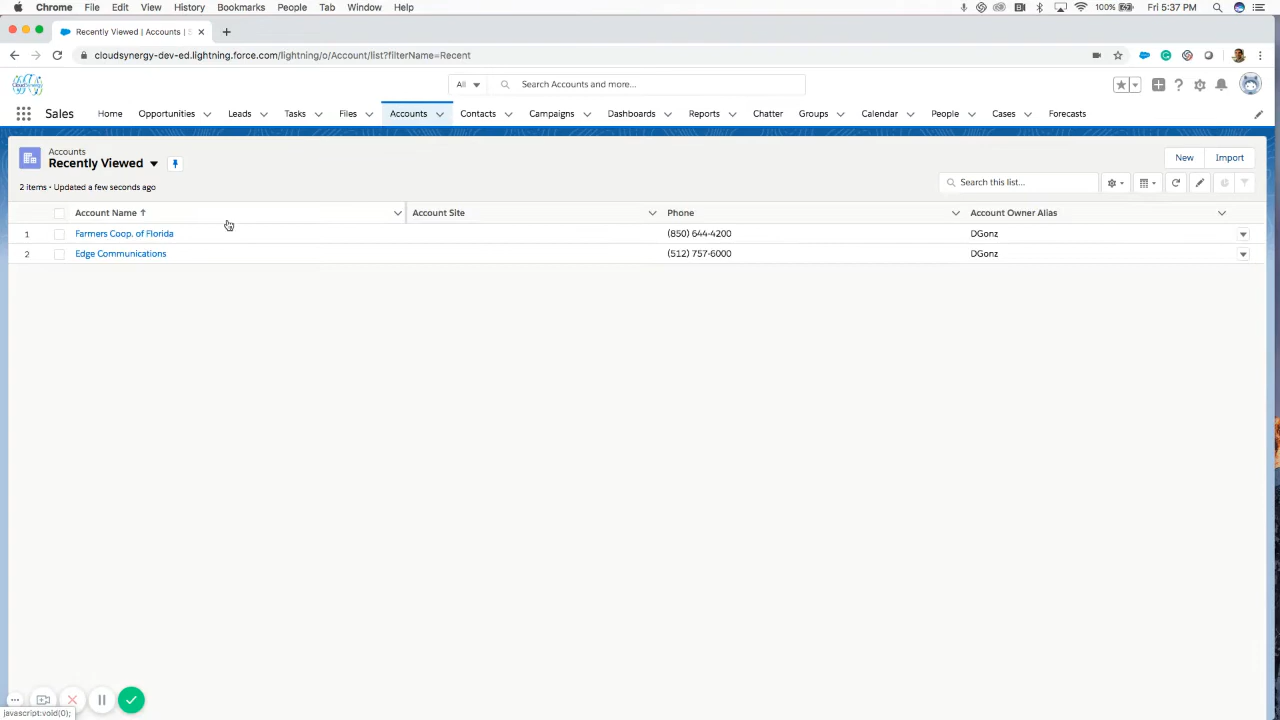 Chrome File Edit View History Bookmarks People Tab Window Help 100% Fri 5:37 PM
Recently Viewed | Accounts |
cloudsynergy-dev-ed.lightning.force.com/lightning/o/Account/list?filterName=Recent
All Search Accounts and more...
Sales Home Opportunities Leads Tasks Files Accounts Contacts Campaigns Dashboards Reports Chatter Groups Calendar People Cases Forecasts
Accounts
Recently Viewed New Import
2 items • Updated a few seconds ago Search this list...
Account Name ↑ Account Site Phone Account Owner Alias
1 Farmers Coop. of Florida (850) 644-4200 DGonz
2 Edge Communications (512) 757-6000 DGonz
javascript:void(0);